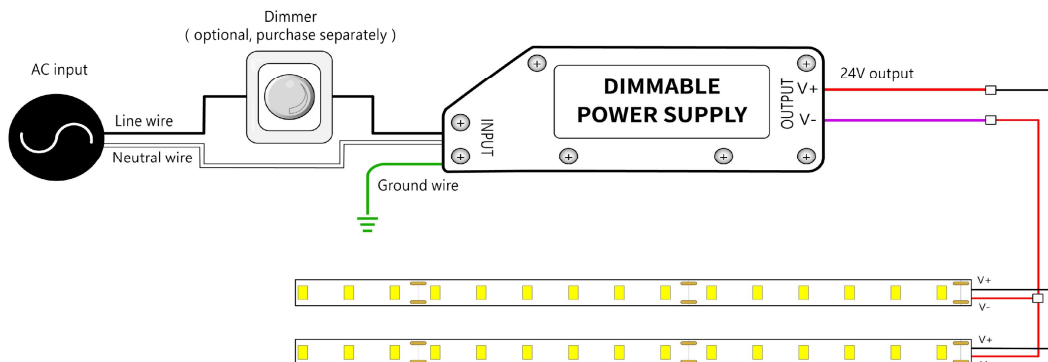 Dimmer
( optional, purchase separately )
AC input
Line wire
Neutral wire
Ground wire
INPUT
DIMMABLE
POWER SUPPLY
OUTPUT
V+
V-
24V output
V+
V-
V+